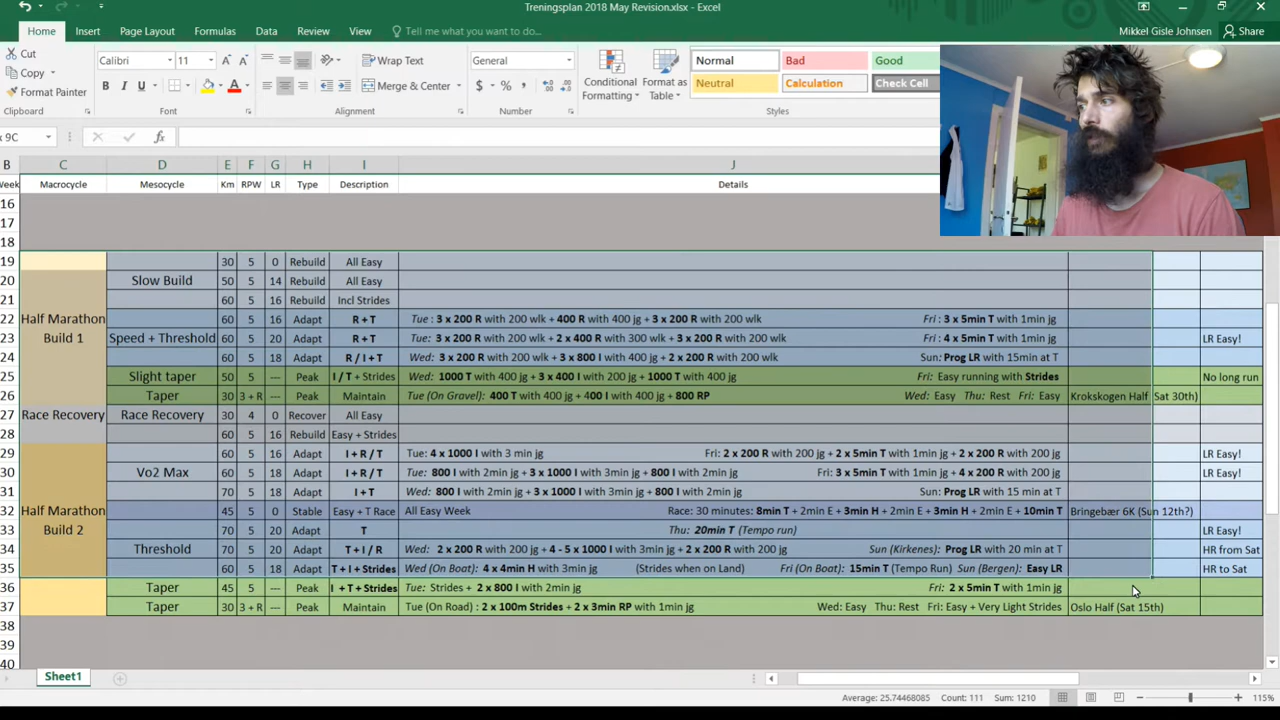 Treningsplan 2018 May Revision.xlsx - Excel
Home Insert Page Layout Formulas Data Review View Tell me what you want to do... Mikkel Gisle Johnsen Share
Cut Calibri 11 Wrap Text General Normal Bad Good
Copy Merge & Center Conditional Format as Neutral Calculation Check Cell
Format Painter Formatting Table
Clipboard Font Alignment Number Styles
x 9C fx
B C D E F G H I J
Week Macrocycle Mesocycle Km RPW LR Type Description Details
16
17
18
19 30 5 0 Rebuild All Easy
20 Slow Build 50 5 14 Rebuild All Easy
21 60 5 16 Rebuild Incl Strides
22 Half Marathon 60 5 16 Adapt R + T Tue : 3 x 200 R with 200 wlk + 400 R with 400 jg + 3 x 200 R with 200 wlk Fri : 3 x 5min T with 1min jg
23 Build 1 Speed + Threshold 60 5 20 Adapt R + T Tue: 3 x 200 R with 200 wlk + 2 x 400 R with 300 wlk + 3 x 200 R with 200 wlk Fri : 4 x 5min T with 1min jg LR Easy!
24 60 5 18 Adapt R / I + T Wed: 3 x 200 R with 200 wlk + 3 x 800 I with 400 jg + 2 x 200 R with 200 wlk Sun: Prog LR with 15min at T
25 Slight taper 50 5 --- Peak I / T + Strides Wed: 1000 T with 400 jg + 3 x 400 I with 200 jg + 1000 T with 400 jg Fri: Easy running with Strides No long run
26 Taper 30 3 + R --- Peak Maintain Tue (On Gravel): 400 T with 400 jg + 400 I with 400 jg + 800 RP Wed: Easy Thu: Rest Fri: Easy Krokskogen Half (Sat 30th)
27 Race Recovery Race Recovery 30 4 0 Recover All Easy
28 60 5 16 Rebuild Easy + Strides
29 60 5 16 Adapt I + R / T Tue: 4 x 1000 I with 3 min jg Fri: 2 x 200 R with 200 jg + 2 x 5min T with 1min jg + 2 x 200 R with 200 jg LR Easy!
30 Vo2 Max 60 5 18 Adapt I + R / T Tue: 800 I with 2min jg + 3 x 1000 I with 3min jg + 800 I with 2min jg Fri: 3 x 5min T with 1min jg + 4 x 200 R with 200 jg LR Easy!
31 70 5 18 Adapt I + T Wed: 800 I with 2min jg + 3 x 1000 I with 3min jg + 800 I with 2min jg Sun: Prog LR with 15 min at T
32 Half Marathon 45 5 0 Stable Easy + T Race All Easy Week Race: 30 minutes: 8min T + 2min E + 3min H + 2min E + 3min H + 2min E + 10min T Bringebær 6K (Sun 12th?)
33 Build 2 70 5 20 Adapt T Thu: 20min T (Tempo run) LR Easy!
34 Threshold 70 5 20 Adapt T + I / R Wed: 2 x 200 R with 200 jg + 4 - 5 x 1000 I with 3min jg + 2 x 200 R with 200 jg Sun (Kirkenes): Prog LR with 20 min at T HR from Sat
35 60 5 18 Adapt T + I + Strides Wed (On Boat): 4 x 4min H with 3min jg (Strides when on Land) Fri (On Boat): 15min T (Tempo Run) Sun (Bergen): Easy LR HR to Sat
36 Taper 45 5 --- Peak I + T + Strides Tue: Strides + 2 x 800 I with 2min jg Fri: 2 x 5min T with 1min jg
37 Taper 30 3 + R --- Peak Maintain Tue (On Road) : 2 x 100m Strides + 2 x 3min RP with 1min jg Wed: Easy Thu: Rest Fri: Easy + Very Light Strides Oslo Half (Sat 15th)
38
39
40
Sheet1
Average: 25.74468085 Count: 111 Sum: 1210 115%